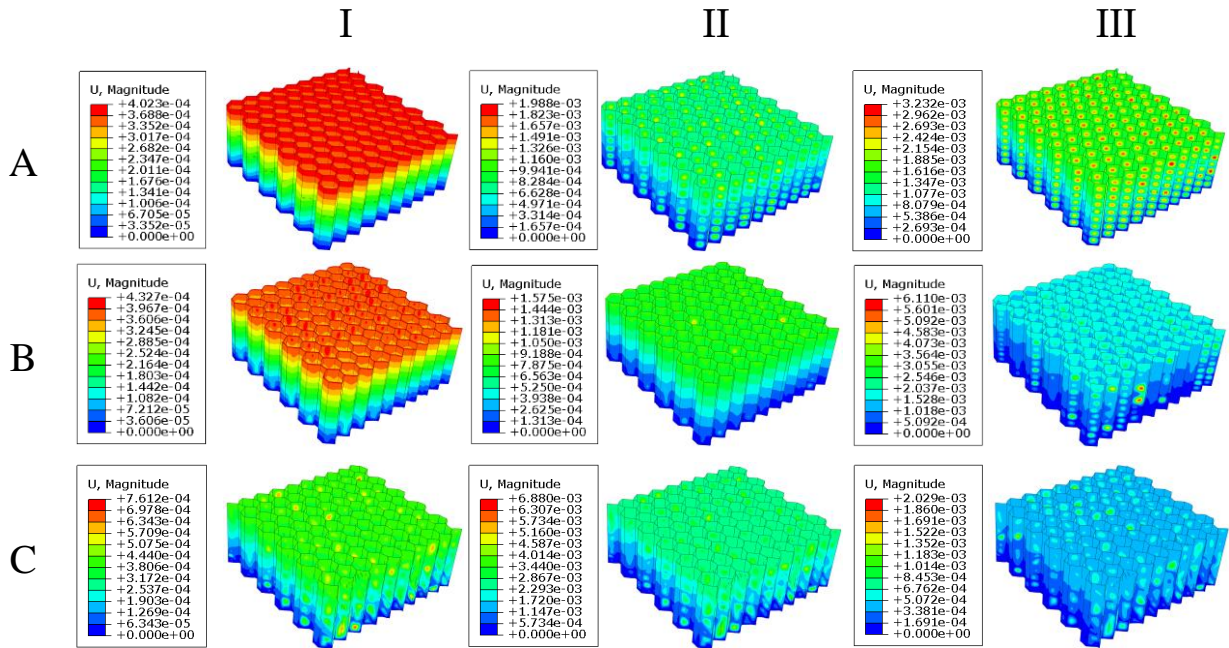 I II III
A
U, Magnitude
+4.023e-04
+3.688e-04
+3.352e-04
+3.017e-04
+2.682e-04
+2.347e-04
+2.011e-04
+1.676e-04
+1.341e-04
+1.006e-04
+6.705e-05
+3.352e-05
+0.000e+00
U, Magnitude
+1.988e-03
+1.823e-03
+1.657e-03
+1.491e-03
+1.326e-03
+1.160e-03
+9.941e-04
+8.284e-04
+6.628e-04
+4.971e-04
+3.314e-04
+1.657e-04
+0.000e+00
U, Magnitude
+3.232e-03
+2.962e-03
+2.693e-03
+2.424e-03
+2.154e-03
+1.885e-03
+1.616e-03
+1.347e-03
+1.077e-03
+8.079e-04
+5.386e-04
+2.693e-04
+0.000e+00
B
U, Magnitude
+4.327e-04
+3.967e-04
+3.606e-04
+3.245e-04
+2.885e-04
+2.524e-04
+2.164e-04
+1.803e-04
+1.442e-04
+1.082e-04
+7.212e-05
+3.606e-05
+0.000e+00
U, Magnitude
+1.575e-03
+1.444e-03
+1.313e-03
+1.181e-03
+1.050e-03
+9.188e-04
+7.875e-04
+6.563e-04
+5.250e-04
+3.938e-04
+2.625e-04
+1.313e-04
+0.000e+00
U, Magnitude
+6.110e-03
+5.601e-03
+5.092e-03
+4.583e-03
+4.073e-03
+3.564e-03
+3.055e-03
+2.546e-03
+2.037e-03
+1.528e-03
+1.018e-03
+5.092e-04
+0.000e+00
C
U, Magnitude
+7.612e-04
+6.978e-04
+6.343e-04
+5.709e-04
+5.075e-04
+4.440e-04
+3.806e-04
+3.172e-04
+2.537e-04
+1.903e-04
+1.269e-04
+6.343e-05
+0.000e+00
U, Magnitude
+6.880e-03
+6.307e-03
+5.734e-03
+5.160e-03
+4.587e-03
+4.014e-03
+3.440e-03
+2.867e-03
+2.293e-03
+1.720e-03
+1.147e-03
+5.734e-04
+0.000e+00
U, Magnitude
+2.029e-03
+1.860e-03
+1.691e-03
+1.522e-03
+1.352e-03
+1.183e-03
+1.014e-03
+8.453e-04
+6.762e-04
+5.072e-04
+3.381e-04
+1.691e-04
+0.000e+00